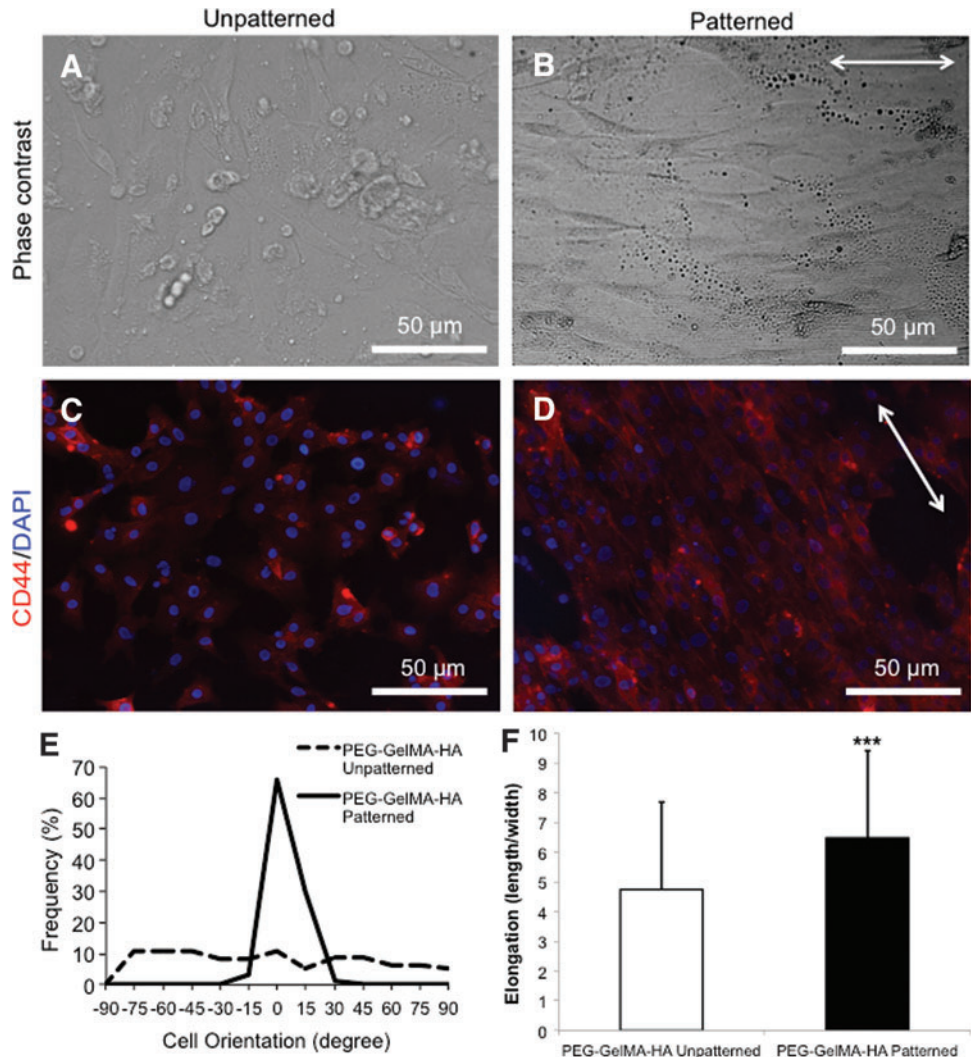 Unpatterned
Patterned
Phase contrast
A
B
50 µm
50 µm
CD44/DAPI
C
D
50 µm
50 µm
E
PEG-GelMA-HA
Unpatterned
PEG-GelMA-HA
Patterned
Frequency (%)
70
60
50
40
30
20
10
0
-90 -75 -60 -45 -30 -15 0 15 30 45 60 75 90
Cell Orientation (degree)
F
***
Elongation (length/width)
10
9
8
7
6
5
4
3
2
1
0
PEG-GelMA-HA Unpatterned
PEG-GelMA-HA Patterned